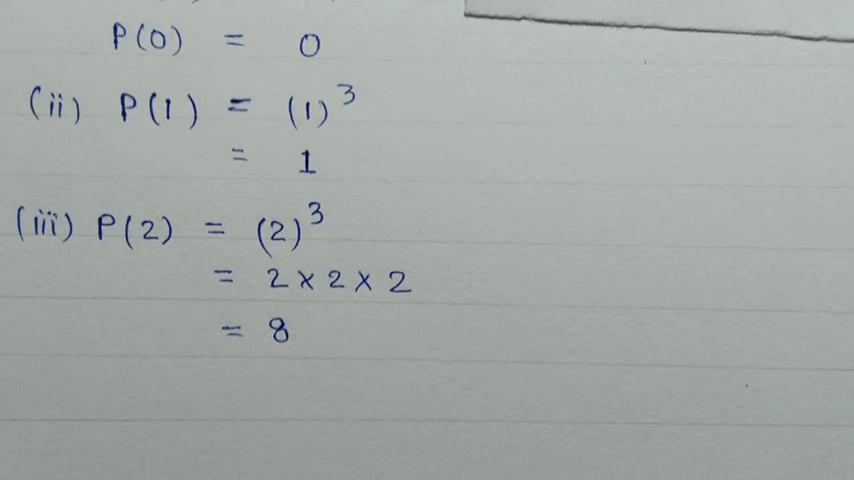 P(0) = 0
(ii) P(1) = (1)³
= 1
(iii) P(2) = (2)³
= 2 × 2 × 2
= 8